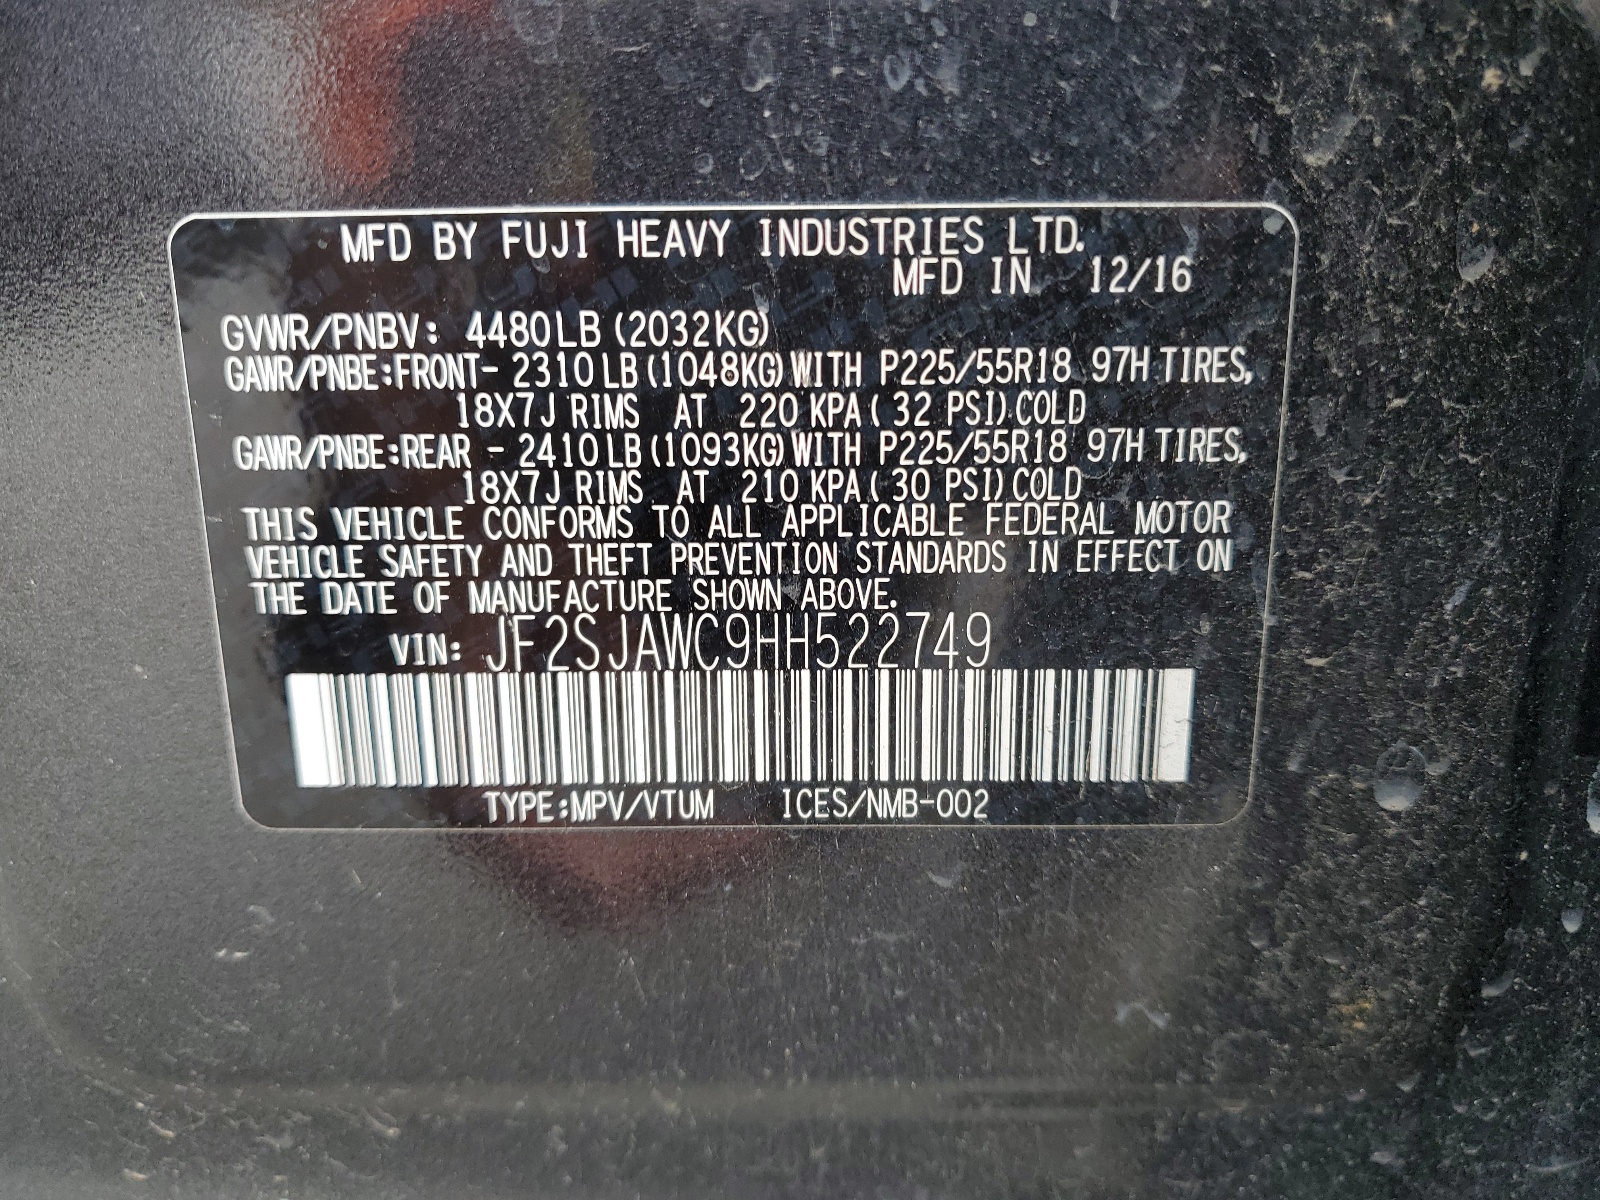 MFD BY FUJI HEAVY INDUSTRIES LTD.
MFD IN 12/16
GVWR/PNBV: 4480LB (2032KG)
GAWR/PNBE:FRONT- 2310LB (1048KG)WITH P225/55R18 97H TIRES,
18X7J RIMS AT 220 KPA( 32 PSI)COLD
GAWR/PNBE:REAR - 2410LB (1093KG)WITH P225/55R18 97H TIRES,
18X7J RIMS AT 210 KPA( 30 PSI)COLD
THIS VEHICLE CONFORMS TO ALL APPLICABLE FEDERAL MOTOR
VEHICLE SAFETY AND THEFT PREVENTION STANDARDS IN EFFECT ON
THE DATE OF MANUFACTURE SHOWN ABOVE.
VIN: JF2SJAWC9HH522749
TYPE:MPV/VTUM ICES/NMB-002